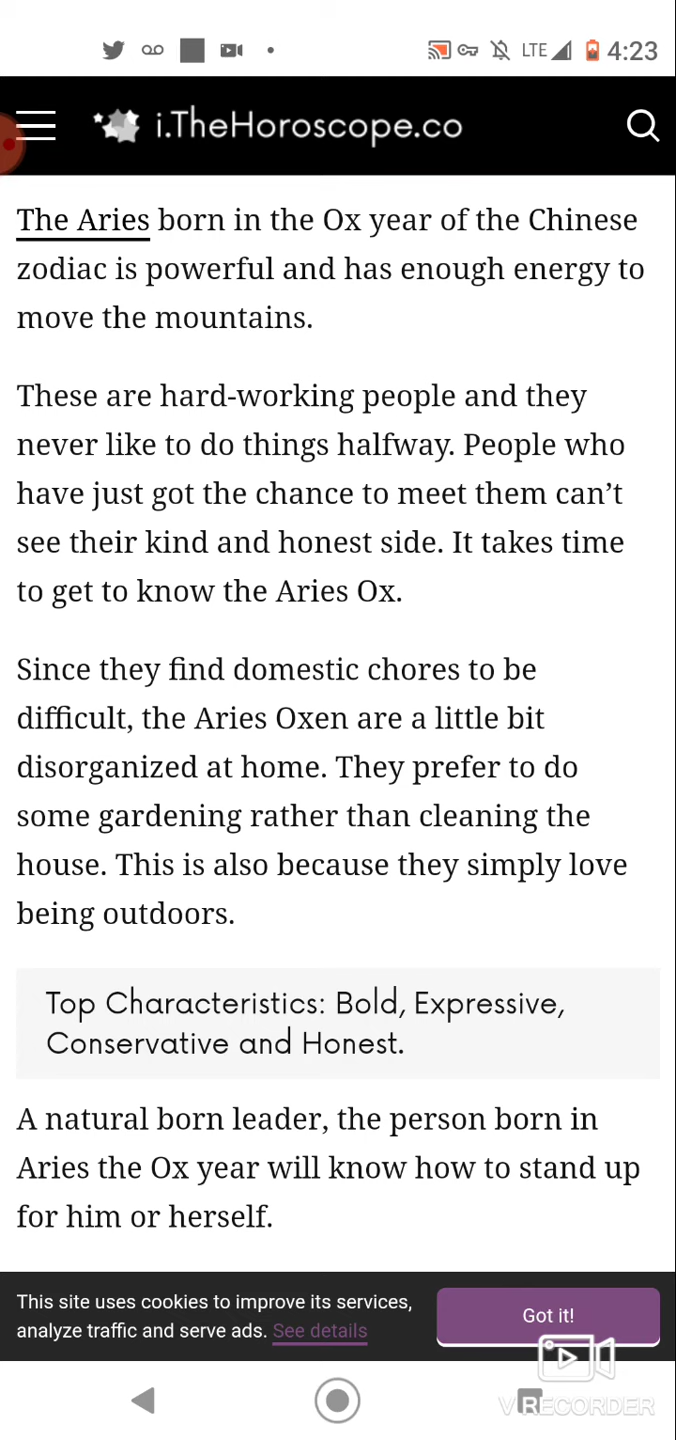 LTE 4:23
i.TheHoroscope.co
The Aries born in the Ox year of the Chinese
zodiac is powerful and has enough energy to
move the mountains.
These are hard-working people and they
never like to do things halfway. People who
have just got the chance to meet them can’t
see their kind and honest side. It takes time
to get to know the Aries Ox.
Since they find domestic chores to be
difficult, the Aries Oxen are a little bit
disorganized at home. They prefer to do
some gardening rather than cleaning the
house. This is also because they simply love
being outdoors.
Top Characteristics: Bold, Expressive,
Conservative and Honest.
A natural born leader, the person born in
Aries the Ox year will know how to stand up
for him or herself.
This site uses cookies to improve its services,
analyze traffic and serve ads. See details
Got it!
VRECORDER